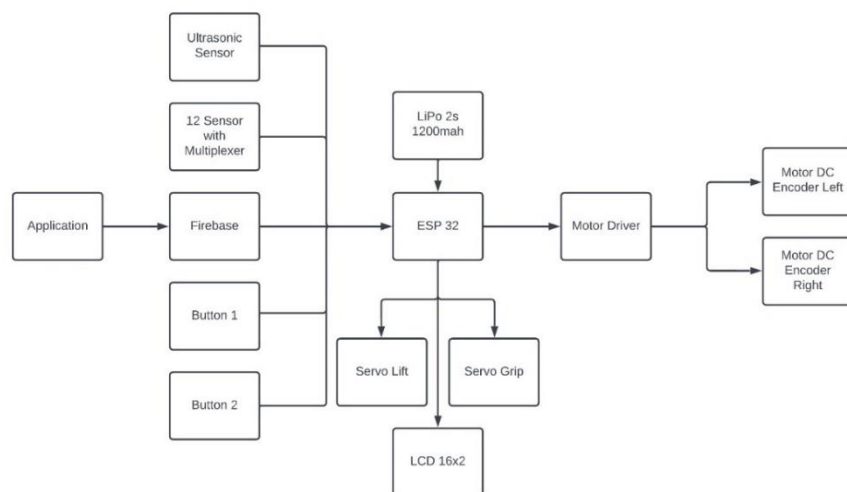 Ultrasonic
Sensor
12 Sensor
with
Multiplexer
LiPo 2s
1200mah
Application
Firebase
ESP 32
Motor Driver
Motor DC
Encoder Left
Motor DC
Encoder
Right
Button 1
Button 2
Servo Lift
Servo Grip
LCD 16x2